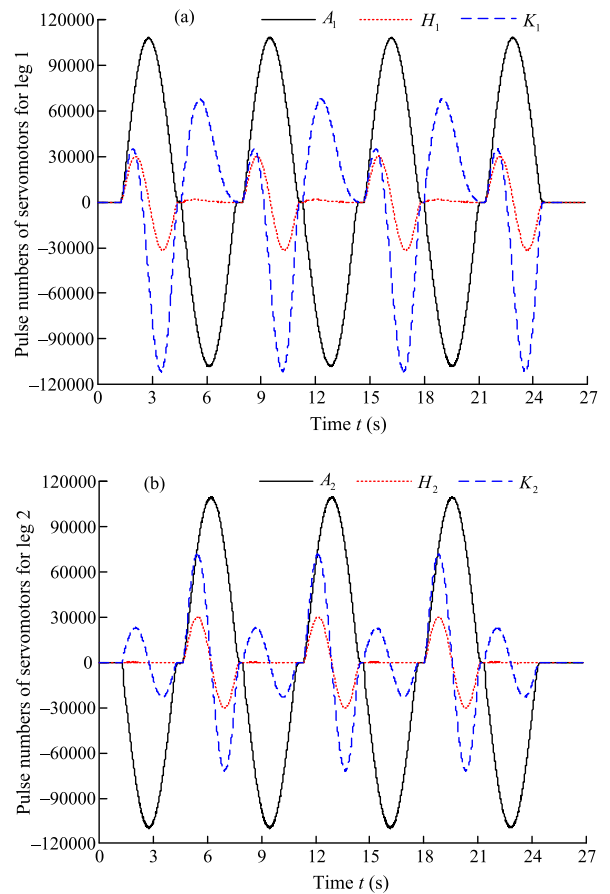 (a) A1 H1 K1
Pulse numbers of servomotors for leg 1
120000
90000
60000
30000
0
−30000
−60000
−90000
−120000
0 3 6 9 12 15 18 21 24 27
Time t (s)
(b) A2 H2 K2
Pulse numbers of servomotors for leg 2
120000
90000
60000
30000
0
−30000
−60000
−90000
−120000
0 3 6 9 12 15 18 21 24 27
Time t (s)